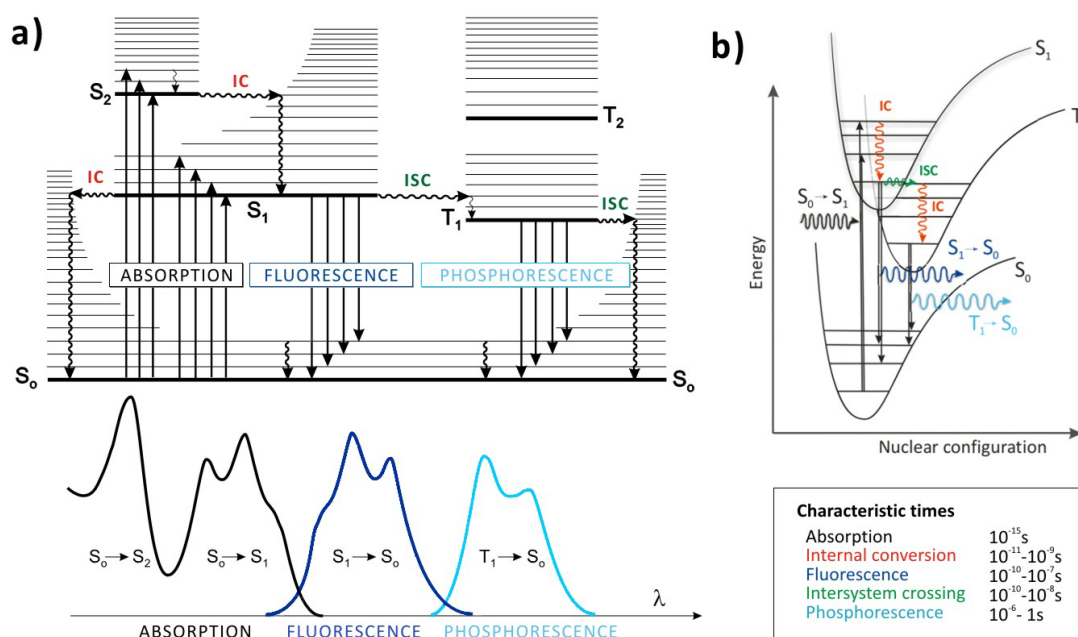 a)
IC
S2
T2
IC
ISC
S1
T1
ISC
ABSORPTION
FLUORESCENCE
PHOSPHORESCENCE
So
So
So→S2
So→S1
S1→So
T1→So
λ
ABSORPTION
FLUORESCENCE
PHOSPHORESCENCE
b)
S1
T
IC
ISC
S0→S1
IC
S1→S0
S0
T1→S0
Energy
Nuclear configuration
Characteristic times
Absorption 10^-15s
Internal conversion 10^-11-10^-9s
Fluorescence 10^-10-10^-7s
Intersystem crossing 10^-10-10^-8s
Phosphorescence 10^-6- 1s